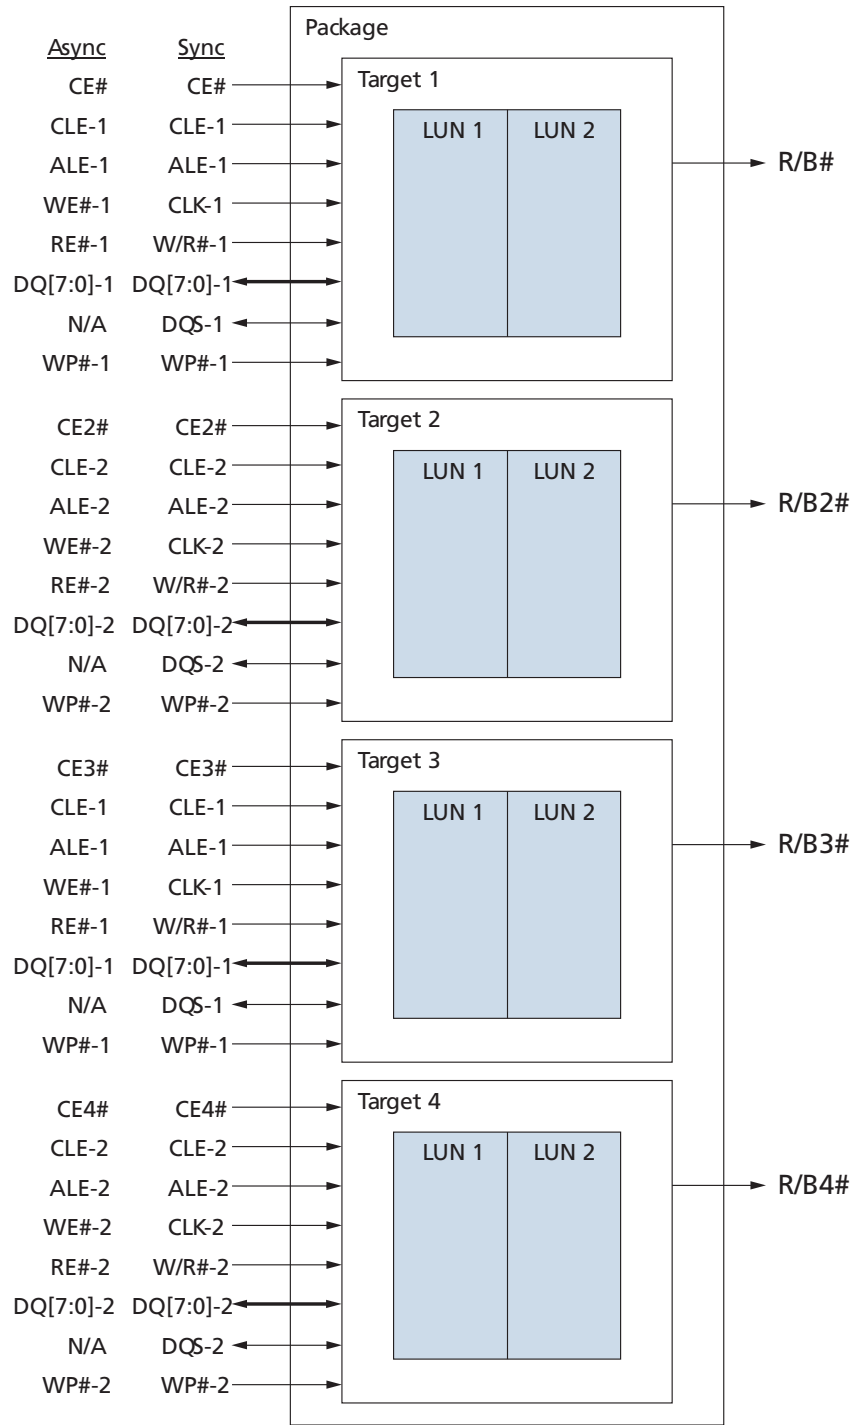 Package
Async Sync
CE# CE# Target 1
CLE-1 CLE-1 LUN 1 LUN 2
ALE-1 ALE-1 R/B#
WE#-1 CLK-1
RE#-1 W/R#-1
DQ[7:0]-1 DQ[7:0]-1
N/A DQS-1
WP#-1 WP#-1
CE2# CE2# Target 2
CLE-2 CLE-2 LUN 1 LUN 2
ALE-2 ALE-2 R/B2#
WE#-2 CLK-2
RE#-2 W/R#-2
DQ[7:0]-2 DQ[7:0]-2
N/A DQS-2
WP#-2 WP#-2
CE3# CE3# Target 3
CLE-1 CLE-1 LUN 1 LUN 2
ALE-1 ALE-1 R/B3#
WE#-1 CLK-1
RE#-1 W/R#-1
DQ[7:0]-1 DQ[7:0]-1
N/A DQS-1
WP#-1 WP#-1
CE4# CE4# Target 4
CLE-2 CLE-2 LUN 1 LUN 2
ALE-2 ALE-2 R/B4#
WE#-2 CLK-2
RE#-2 W/R#-2
DQ[7:0]-2 DQ[7:0]-2
N/A DQS-2
WP#-2 WP#-2